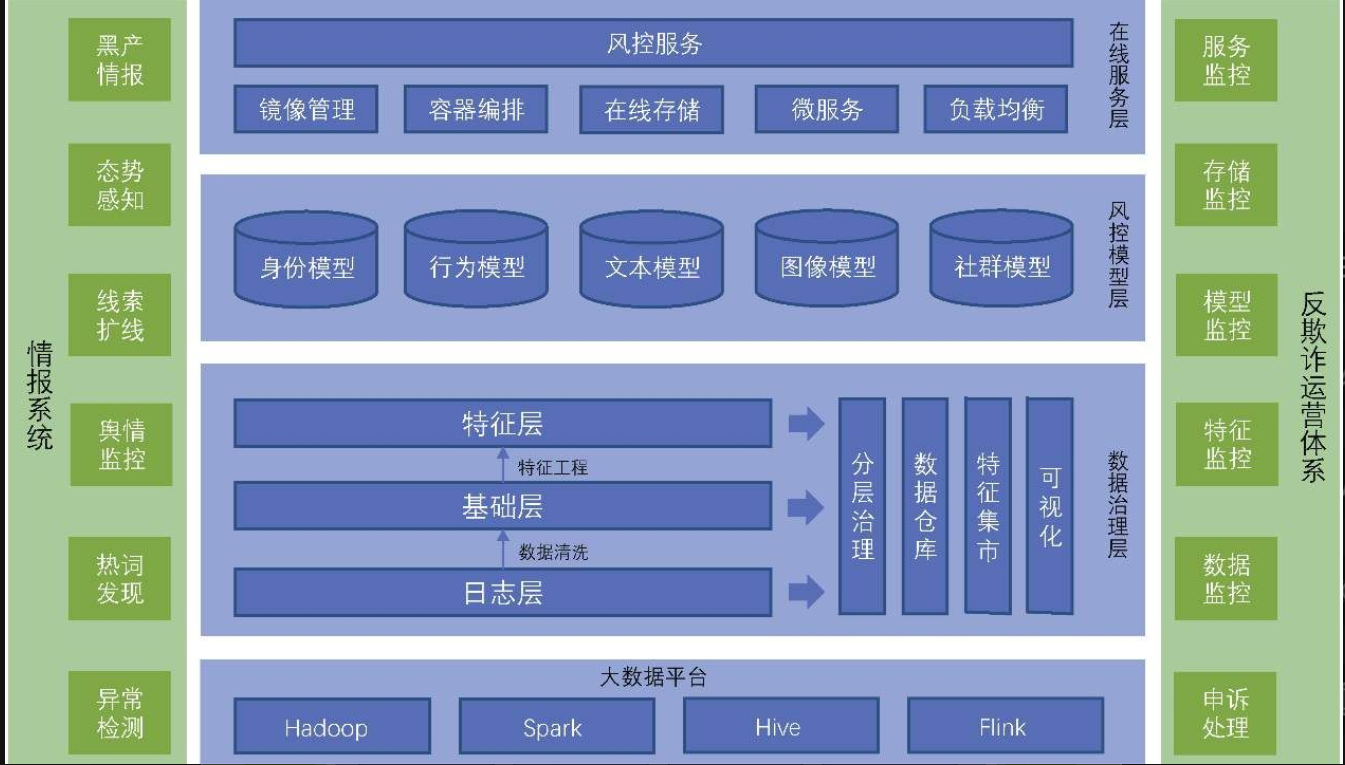 情报系统
黑产
情报
态势
感知
线索
扩线
舆情
监控
热词
发现
异常
检测
风控服务
镜像管理
容器编排
在线存储
微服务
负载均衡
在线服务层
身份模型
行为模型
文本模型
图像模型
社群模型
风控模型层
特征层
特征工程
基础层
数据清洗
日志层
分层治理
数据仓库
特征集市
可视化
数据治理层
大数据平台
Hadoop
Spark
Hive
Flink
服务
监控
存储
监控
模型
监控
特征
监控
数据
监控
申诉
处理
反欺诈运营体系